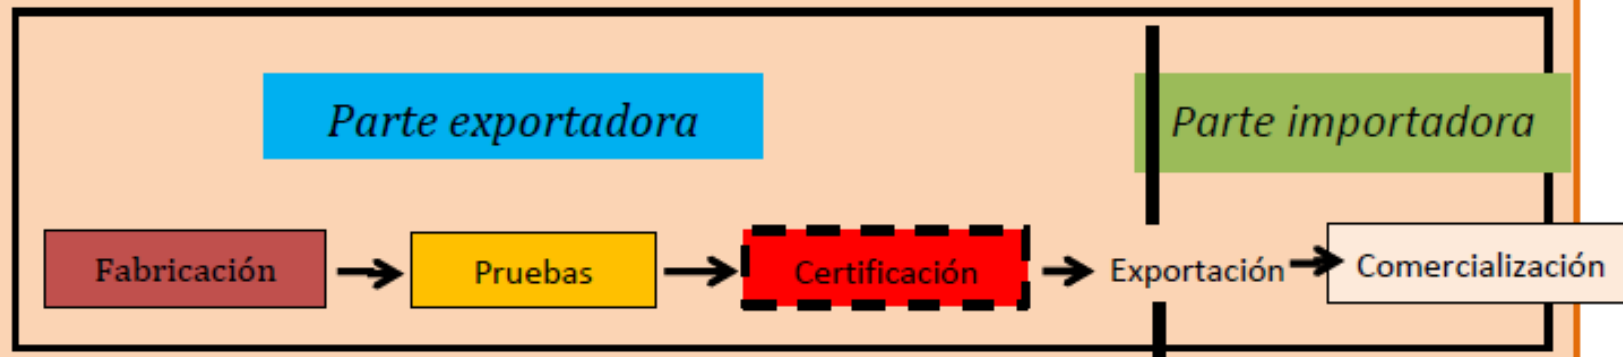 Parte exportadora
Parte importadora
Fabricación
Pruebas
Certificación
Exportación
Comercialización